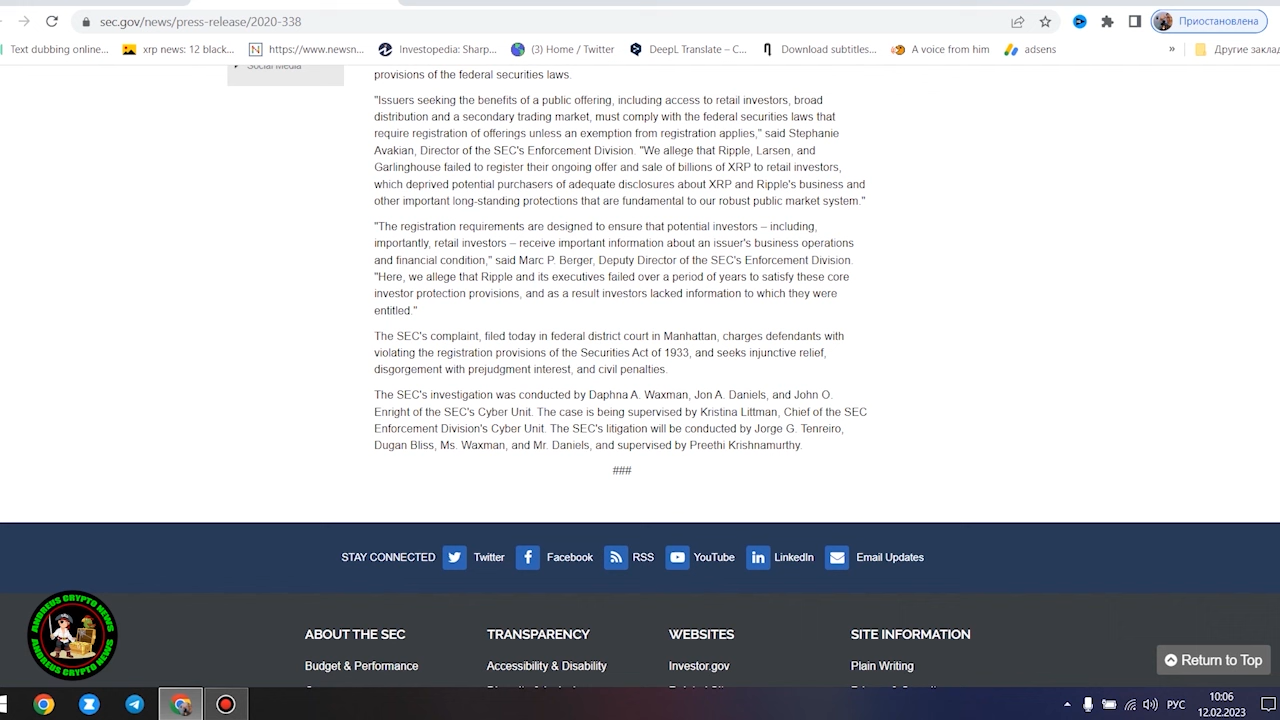 sec.gov/news/press-release/2020-338
Приостановлена
Text dubbing online...
xrp news: 12 black...
https://www.newsn...
Investopedia: Sharp...
(3) Home / Twitter
DeepL Translate – C...
Download subtitles...
A voice from him
adsens
»
Другие закла
Social Media
provisions of the federal securities laws.
"Issuers seeking the benefits of a public offering, including access to retail investors, broad
distribution and a secondary trading market, must comply with the federal securities laws that
require registration of offerings unless an exemption from registration applies," said Stephanie
Avakian, Director of the SEC's Enforcement Division. "We allege that Ripple, Larsen, and
Garlinghouse failed to register their ongoing offer and sale of billions of XRP to retail investors,
which deprived potential purchasers of adequate disclosures about XRP and Ripple's business and
other important long-standing protections that are fundamental to our robust public market system."
"The registration requirements are designed to ensure that potential investors – including,
importantly, retail investors – receive important information about an issuer's business operations
and financial condition," said Marc P. Berger, Deputy Director of the SEC's Enforcement Division.
"Here, we allege that Ripple and its executives failed over a period of years to satisfy these core
investor protection provisions, and as a result investors lacked information to which they were
entitled."
The SEC's complaint, filed today in federal district court in Manhattan, charges defendants with
violating the registration provisions of the Securities Act of 1933, and seeks injunctive relief,
disgorgement with prejudgment interest, and civil penalties.
The SEC's investigation was conducted by Daphna A. Waxman, Jon A. Daniels, and John O.
Enright of the SEC's Cyber Unit. The case is being supervised by Kristina Littman, Chief of the SEC
Enforcement Division's Cyber Unit. The SEC's litigation will be conducted by Jorge G. Tenreiro,
Dugan Bliss, Ms. Waxman, and Mr. Daniels, and supervised by Preethi Krishnamurthy.
###
STAY CONNECTED Twitter Facebook RSS YouTube LinkedIn Email Updates
ANDREUS CRYPTO NEWS
ANDREUS CRYPTO NEWS
ABOUT THE SEC
TRANSPARENCY
WEBSITES
SITE INFORMATION
Budget & Performance
Accessibility & Disability
Investor.gov
Plain Writing
Return to Top
РУС
10:06
12.02.2023